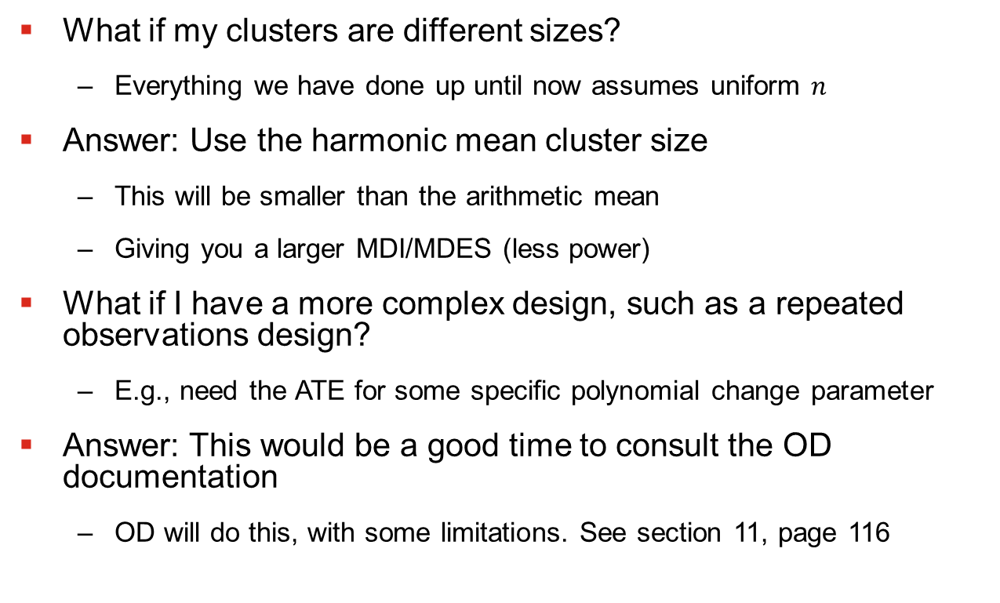 ▪ What if my clusters are different sizes?
– Everything we have done up until now assumes uniform n
▪ Answer: Use the harmonic mean cluster size
– This will be smaller than the arithmetic mean
– Giving you a larger MDI/MDES (less power)
▪ What if I have a more complex design, such as a repeated
observations design?
– E.g., need the ATE for some specific polynomial change parameter
▪ Answer: This would be a good time to consult the OD
documentation
– OD will do this, with some limitations. See section 11, page 116